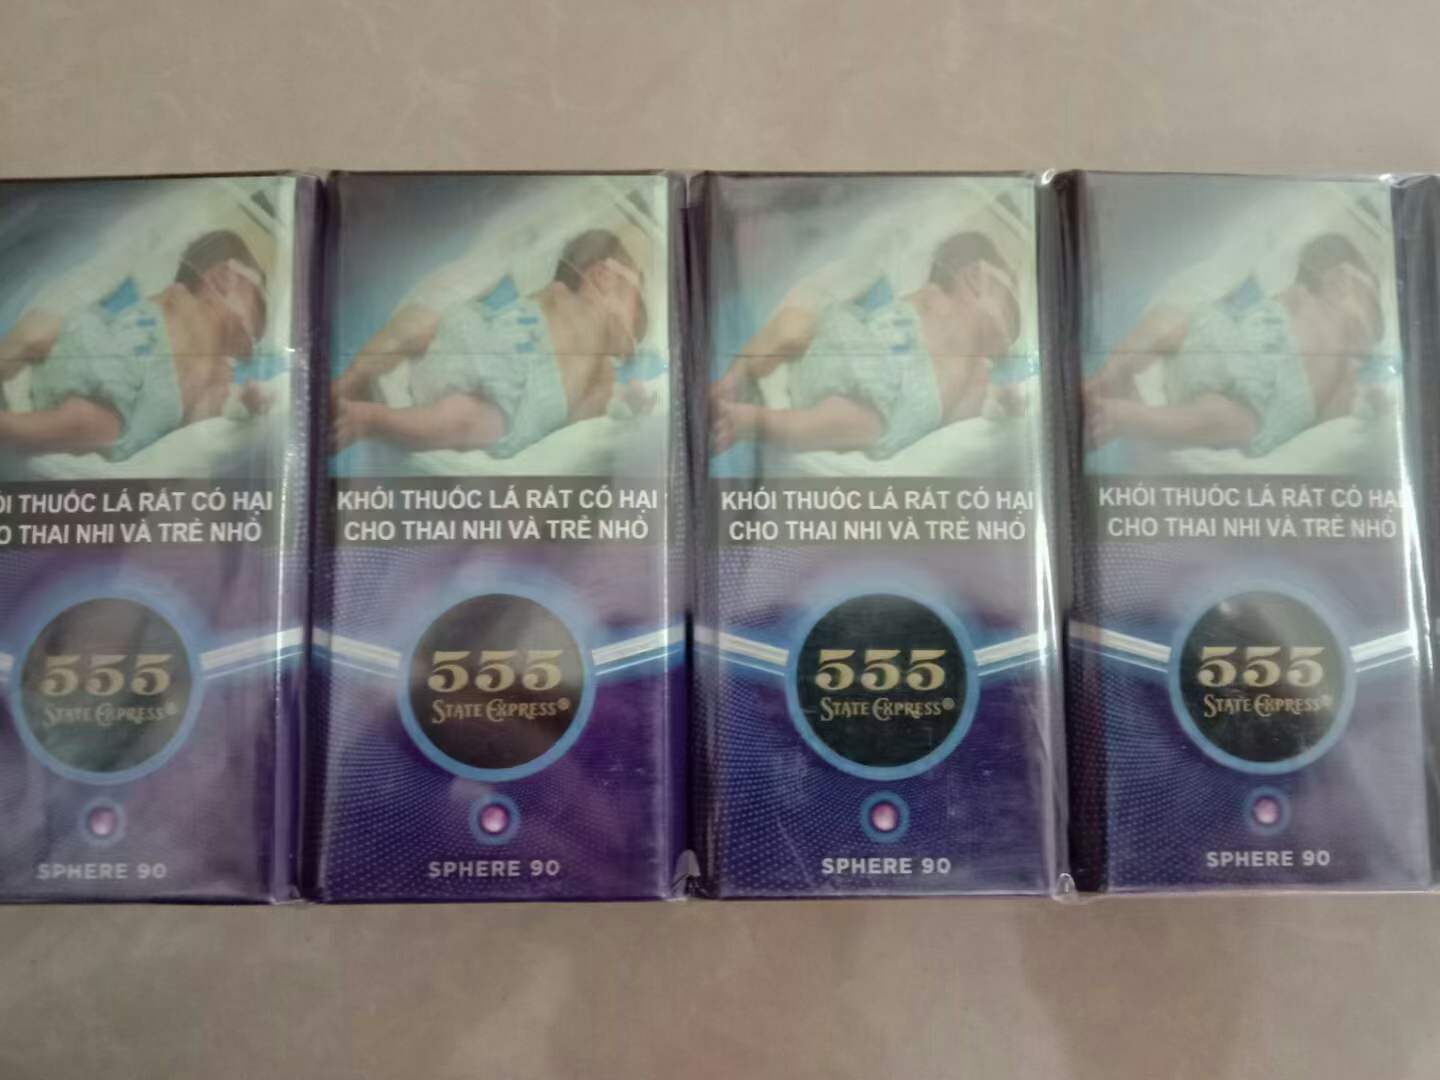 ÓI THUỐC LÁ RẤT CÓ HẠI
O THAI NHI VÀ TRẺ NHỎ
555
STATE EXPRESS®
SPHERE 90
KHÓI THUỐC LÁ RẤT CÓ HẠI
CHO THAI NHI VÀ TRẺ NHỎ
555
STATE EXPRESS®
SPHERE 90
KHÓI THUỐC LÁ RẤT CÓ HẠI
CHO THAI NHI VÀ TRẺ NHỎ
555
STATE EXPRESS®
SPHERE 90
KHÓI THUỐC LÁ RẤT CÓ HẠI
CHO THAI NHI VÀ TRẺ NHỎ
555
STATE EXPRESS®
SPHERE 90